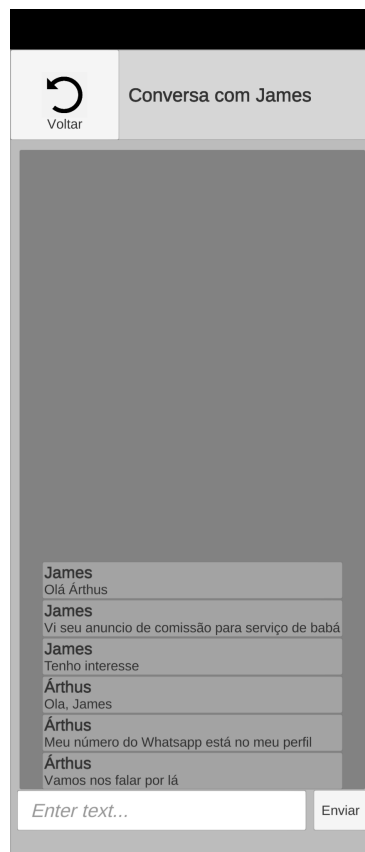 Voltar
Conversa com James
James
Olá Árthus
James
Vi seu anuncio de comissão para serviço de babá
James
Tenho interesse
Árthus
Ola, James
Árthus
Meu número do Whatsapp está no meu perfil
Árthus
Vamos nos falar por lá
Enter text...
Enviar